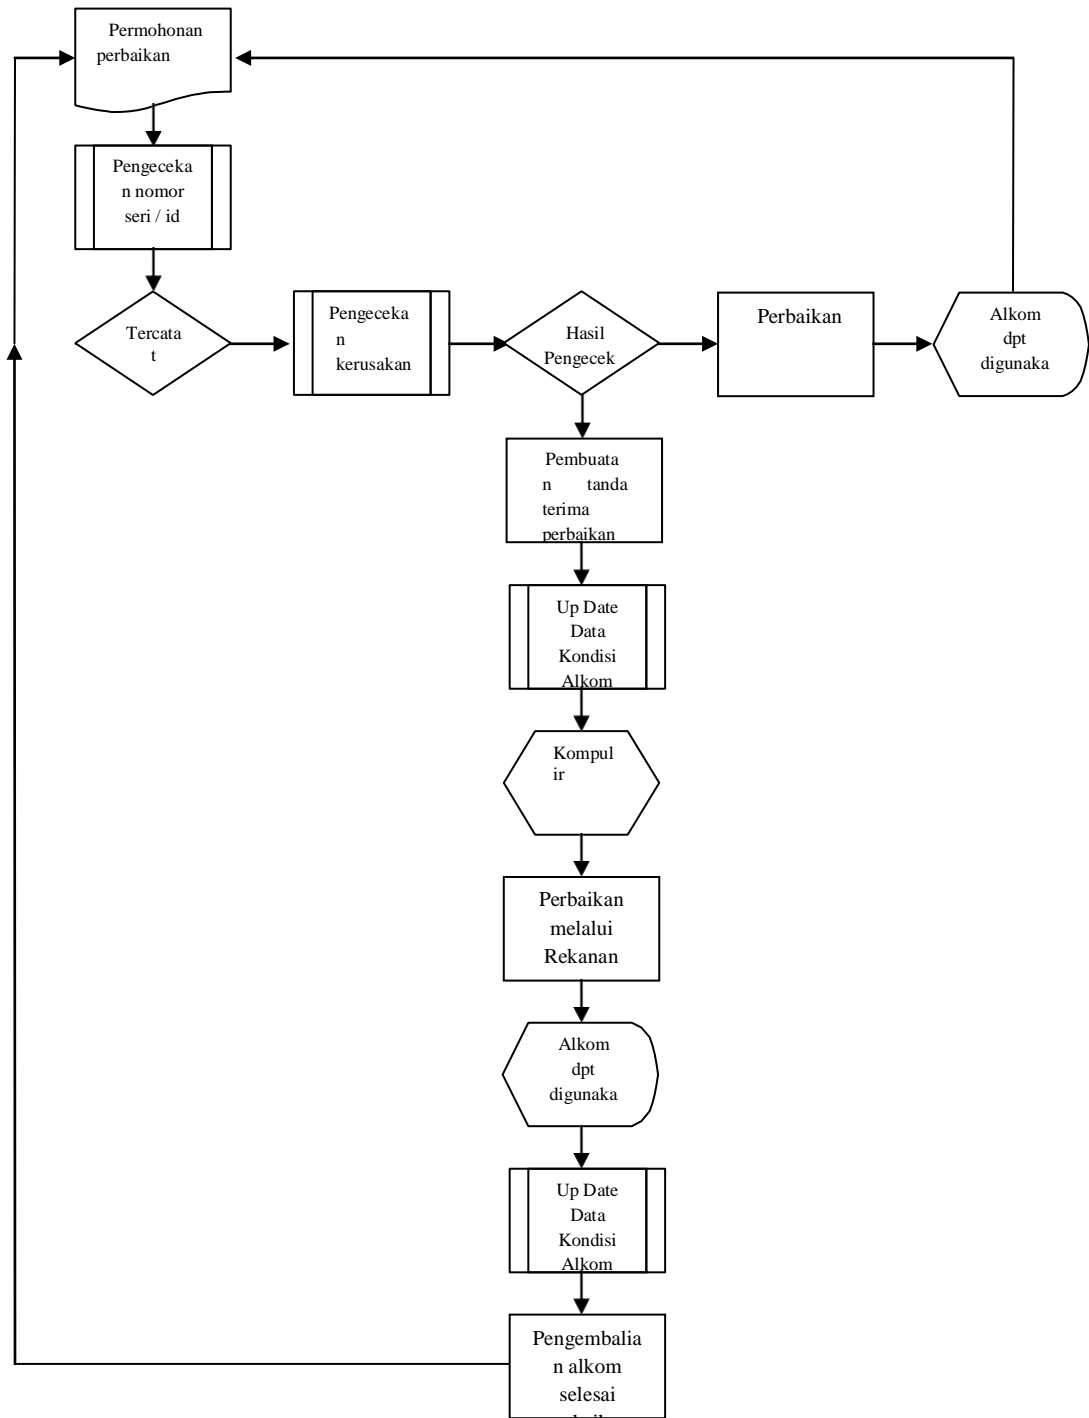 Permohonan
perbaikan
Pengeceka
n nomor
seri / id
Tercata
t
Pengeceka
n
kerusakan
Hasil
Pengecek
Perbaikan
Alkom
dpt
digunaka
Pembuata
n tanda
terima
perbaikan
Up Date
Data
Kondisi
Alkom
Kompul
ir
Perbaikan
melalui
Rekanan
Alkom
dpt
digunaka
Up Date
Data
Kondisi
Alkom
Pengembalia
n alkom
selesai